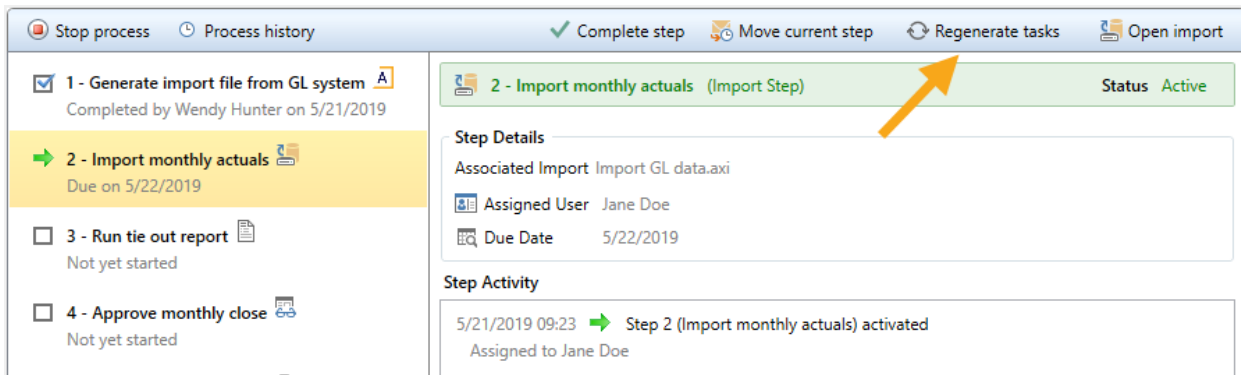 Stop process Process history Complete step Move current step Regenerate tasks Open import
1 - Generate import file from GL system A
Completed by Wendy Hunter on 5/21/2019
2 - Import monthly actuals
Due on 5/22/2019
3 - Run tie out report
Not yet started
4 - Approve monthly close
Not yet started
2 - Import monthly actuals (Import Step) Status Active
Step Details
Associated Import Import GL data.axi
Assigned User Jane Doe
Due Date 5/22/2019
Step Activity
5/21/2019 09:23 Step 2 (Import monthly actuals) activated
Assigned to Jane Doe